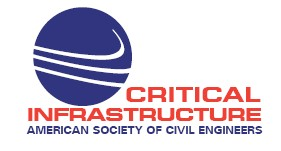 CRITICAL
INFRASTRUCTURE
AMERICAN SOCIETY OF CIVIL ENGINEERS